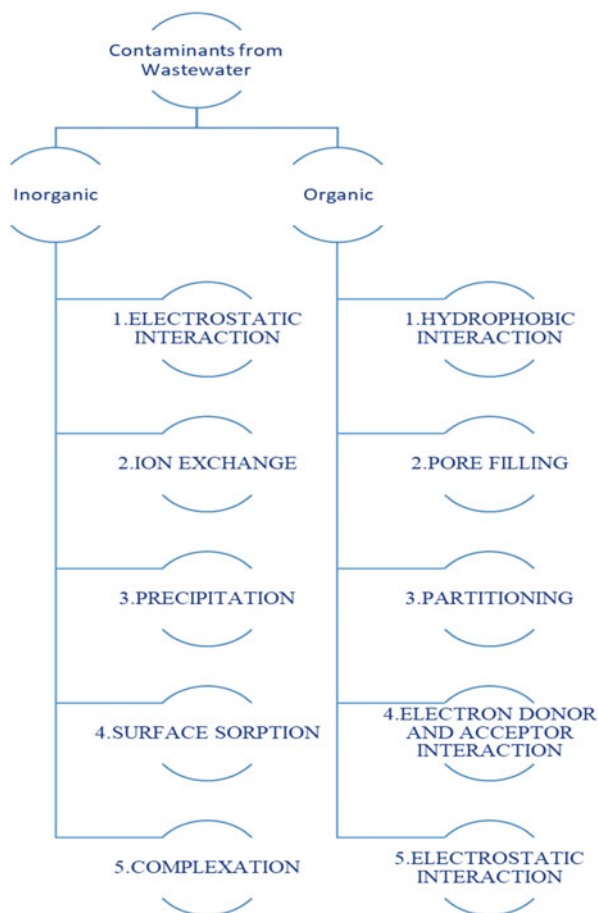 Contaminants from
Wastewater
Inorganic
Organic
1.ELECTROSTATIC
INTERACTION
2.ION EXCHANGE
3.PRECIPITATION
4.SURFACE SORPTION
5.COMPLEXATION
1.HYDROPHOBIC
INTERACTION
2.PORE FILLING
3.PARTITIONING
4.ELECTRON DONOR
AND ACCEPTOR
INTERACTION
5.ELECTROSTATIC
INTERACTION